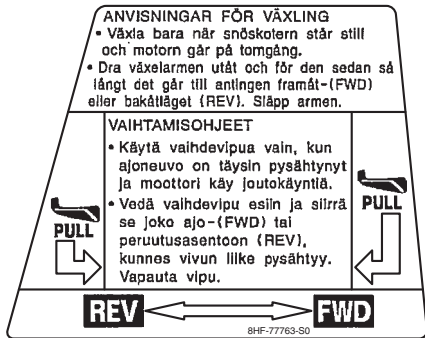 ANVISNINGAR FÖR VÄXLING
• Växla bara när snöskotern står still
och motorn går på tomgång.
• Dra växelarmen utåt och för den sedan så
långt det går till antingen framåt-(FWD)
eller bakåtläget (REV). Släpp armen.
VAIHTAMISOHJEET
• Käytä vaihdevipua vain, kun
ajoneuvo on täysin pysähtynyt
ja moottori käy joutokäyntiä.
• Vedä vaihdevipu esiin ja siirrä
se joko ajo-(FWD) tai
peruutusasentoon (REV),
kunnes vivun liike pysähtyy.
Vapauta vipu.
PULL
PULL
REV
FWD
8HF-77763-S0